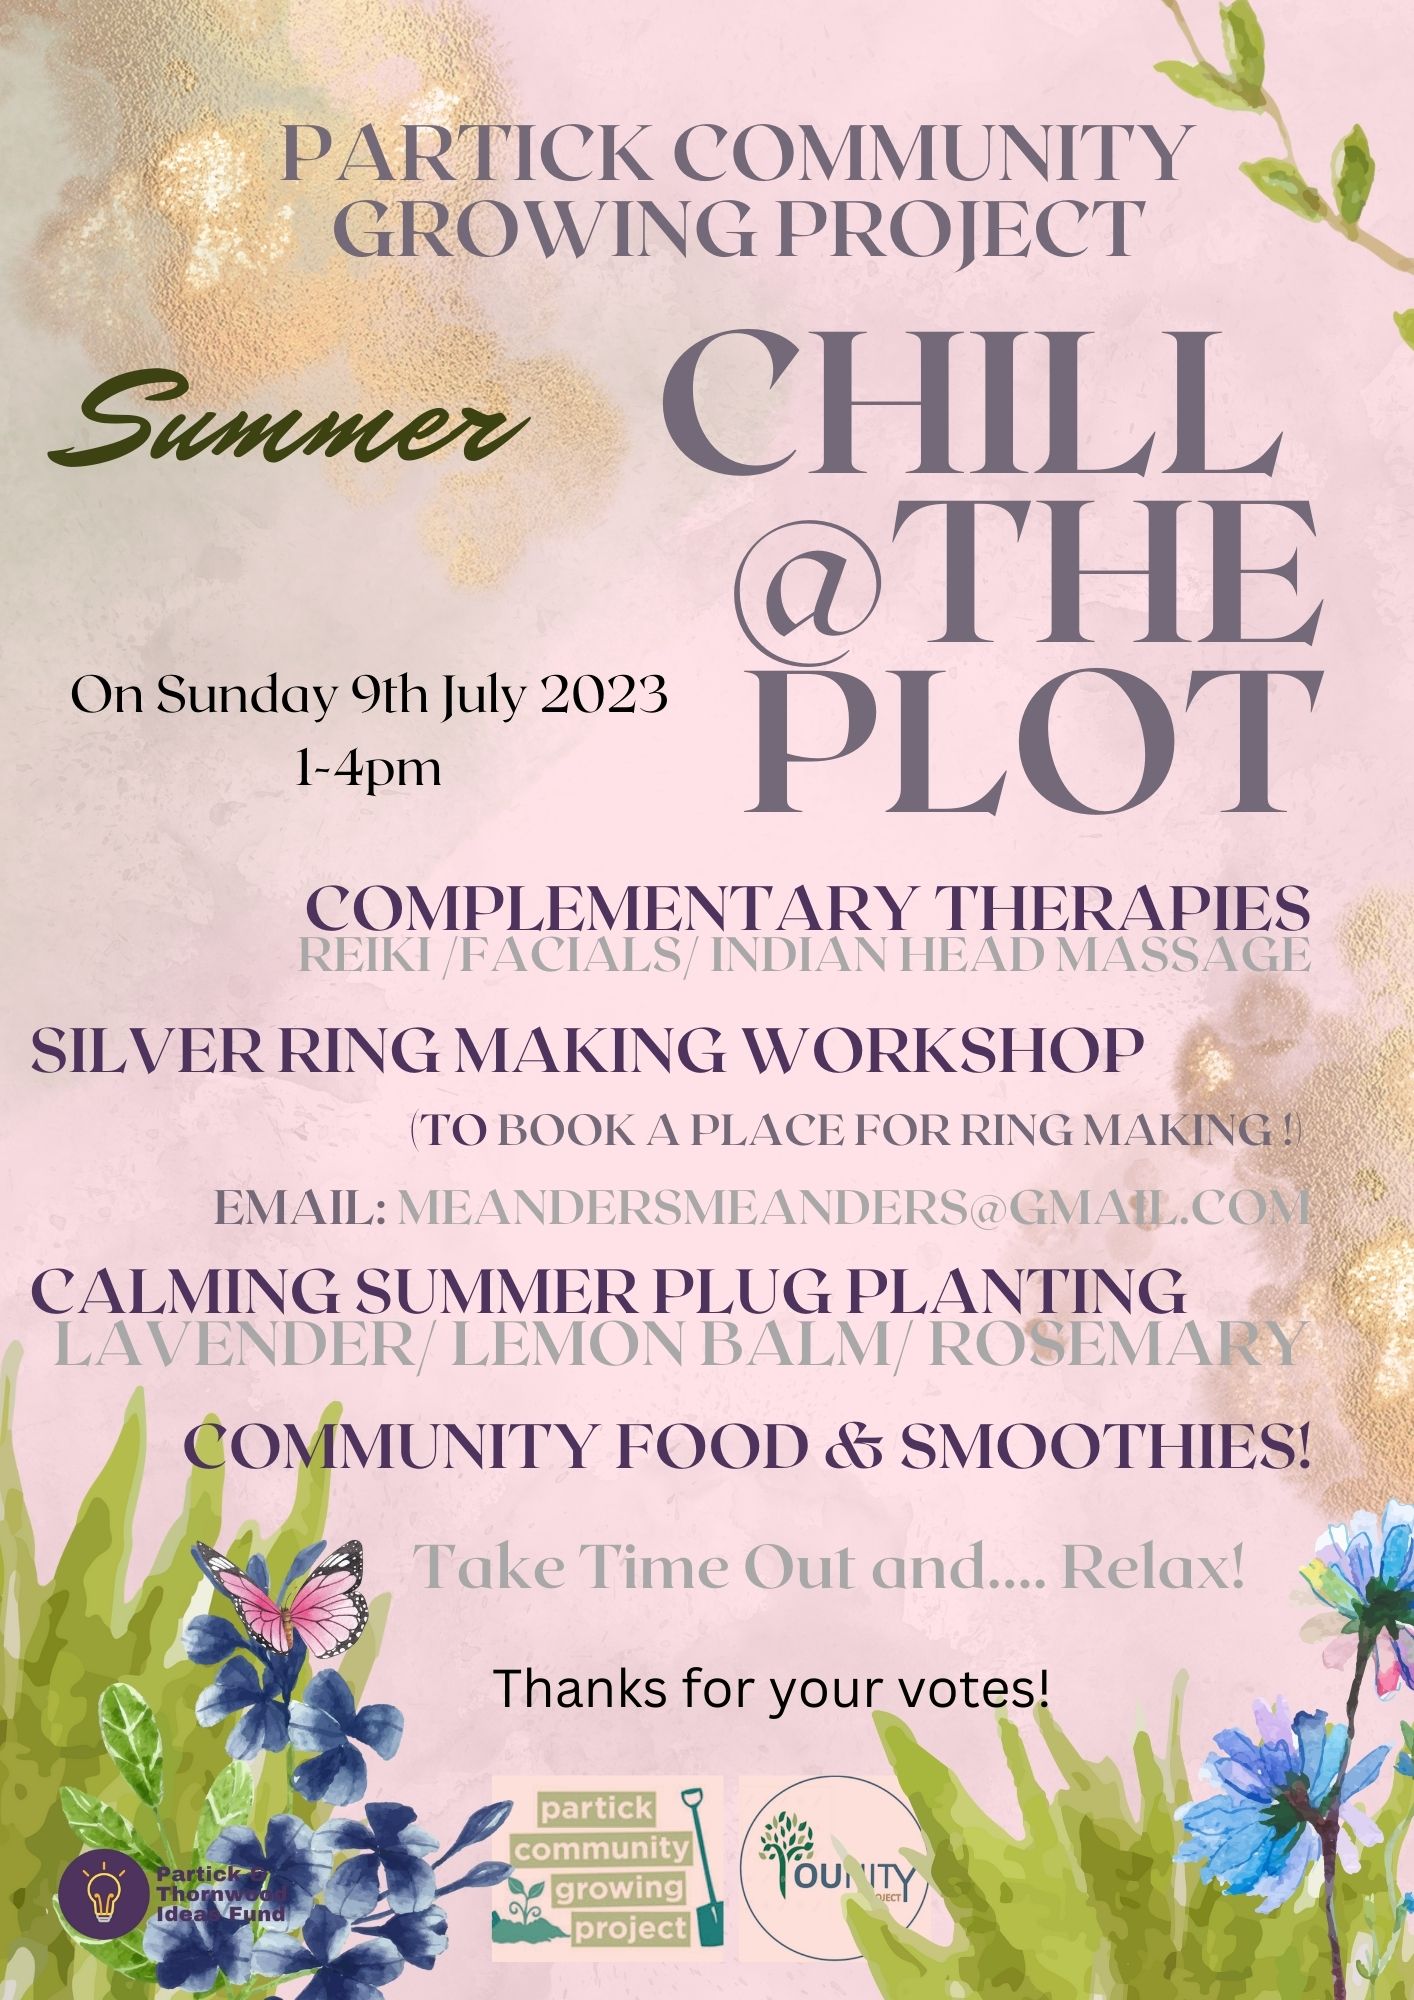 PARTICK COMMUNITY
GROWING PROJECT
Summer
CHILL
@THE
PLOT
On Sunday 9th July 2023
1-4pm
COMPLEMENTARY THERAPIES
REIKI /FACIALS/ INDIAN HEAD MASSAGE
SILVER RING MAKING WORKSHOP
(TO BOOK A PLACE FOR RING MAKING !)
EMAIL: MEANDERSMEANDERS@GMAIL.COM
CALMING SUMMER PLUG PLANTING
LAVENDER/ LEMON BALM/ ROSEMARY
COMMUNITY FOOD & SMOOTHIES!
Take Time Out and.... Relax!
Thanks for your votes!
Partick &
Thornwood
Ideas Fund
partick
community
growing
project
OUNITY